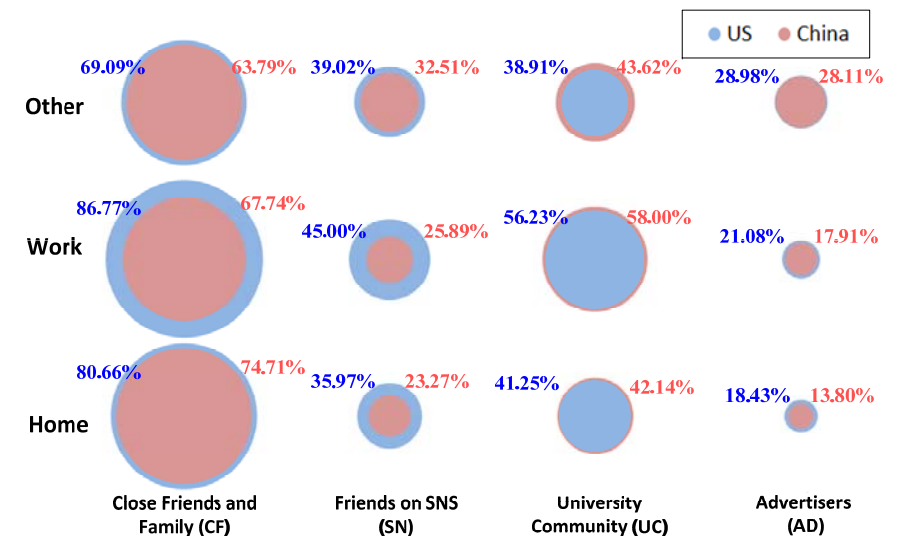 US China
69.09% 63.79% 39.02% 32.51% 38.91% 43.62% 28.98% 28.11%
Other
86.77% 67.74% 45.00% 25.89% 56.23% 58.00% 21.08% 17.91%
Work
80.66% 74.71% 35.97% 23.27% 41.25% 42.14% 18.43% 13.80%
Home
Close Friends and
Family (CF)
Friends on SNS
(SN)
University
Community (UC)
Advertisers
(AD)